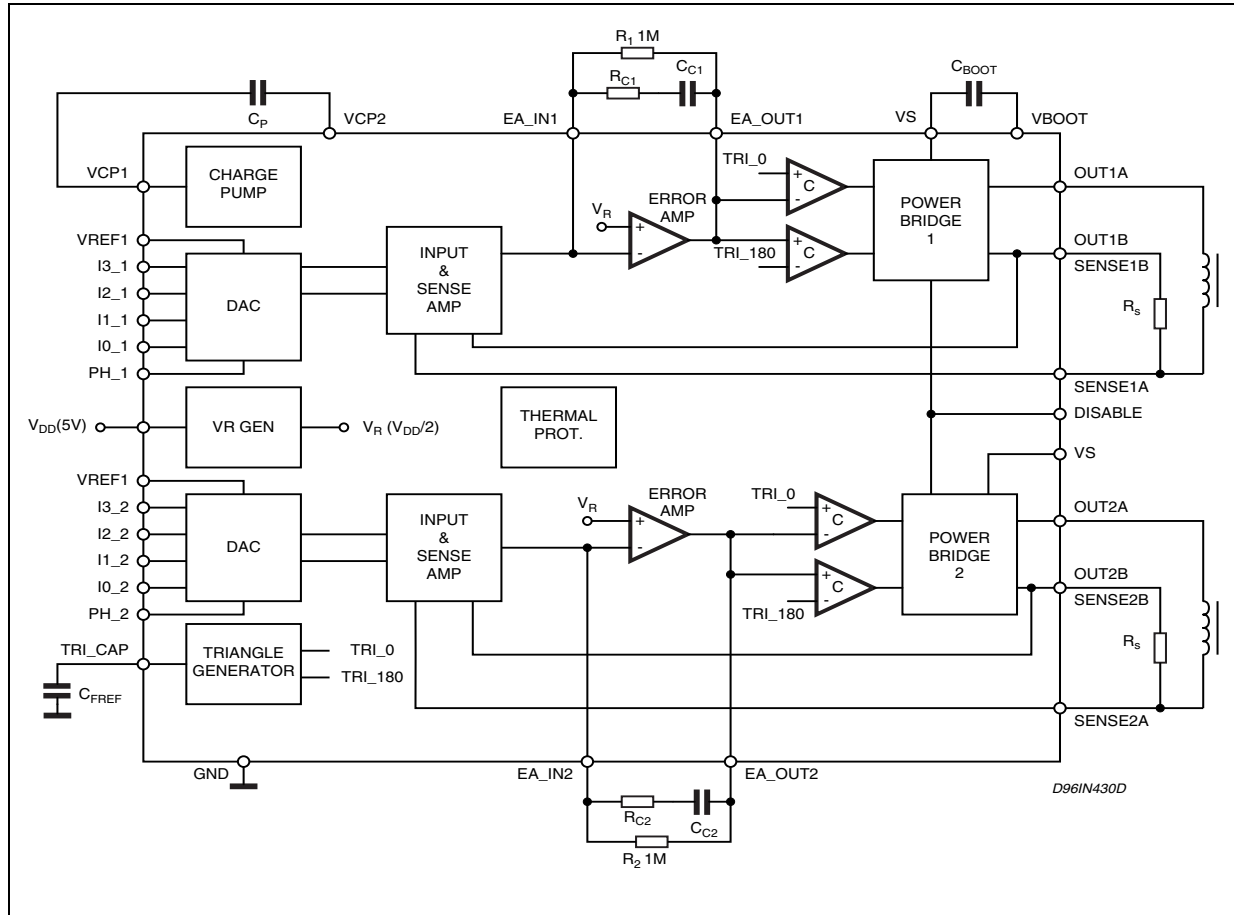 R1 1M
RC1
CC1
CBOOT
CP
VCP2
EA_IN1
EA_OUT1
VS
VBOOT
VCP1
CHARGE
PUMP
TRI_0
+
-
C
POWER
BRIDGE
1
OUT1A
VREF1
I3_1
I2_1
I1_1
I0_1
PH_1
DAC
INPUT
&
SENSE
AMP
VR
+
-
ERROR
AMP
TRI_180
+
-
C
OUT1B
SENSE1B
Rs
SENSE1A
DISABLE
VDD(5V)
VR GEN
VR (VDD/2)
THERMAL
PROT.
VS
VREF1
I3_2
I2_2
I1_2
I0_2
PH_2
DAC
INPUT
&
SENSE
AMP
VR
+
-
ERROR
AMP
TRI_0
+
-
C
TRI_180
+
-
C
POWER
BRIDGE
2
OUT2A
OUT2B
SENSE2B
Rs
SENSE2A
TRI_CAP
CFREF
TRIANGLE
GENERATOR
TRI_0
TRI_180
GND
EA_IN2
EA_OUT2
RC2
CC2
R2 1M
D96IN430D